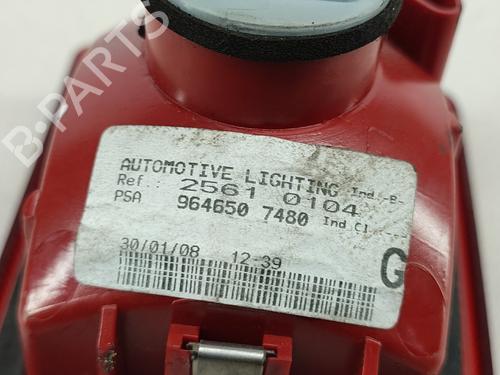 B-PARTS
AUTOMOTIVE LIGHTING Ind.-B-
Ref : 2561 0104
PSA 964650 7480 Ind Cl
30/01/08 12:39
G